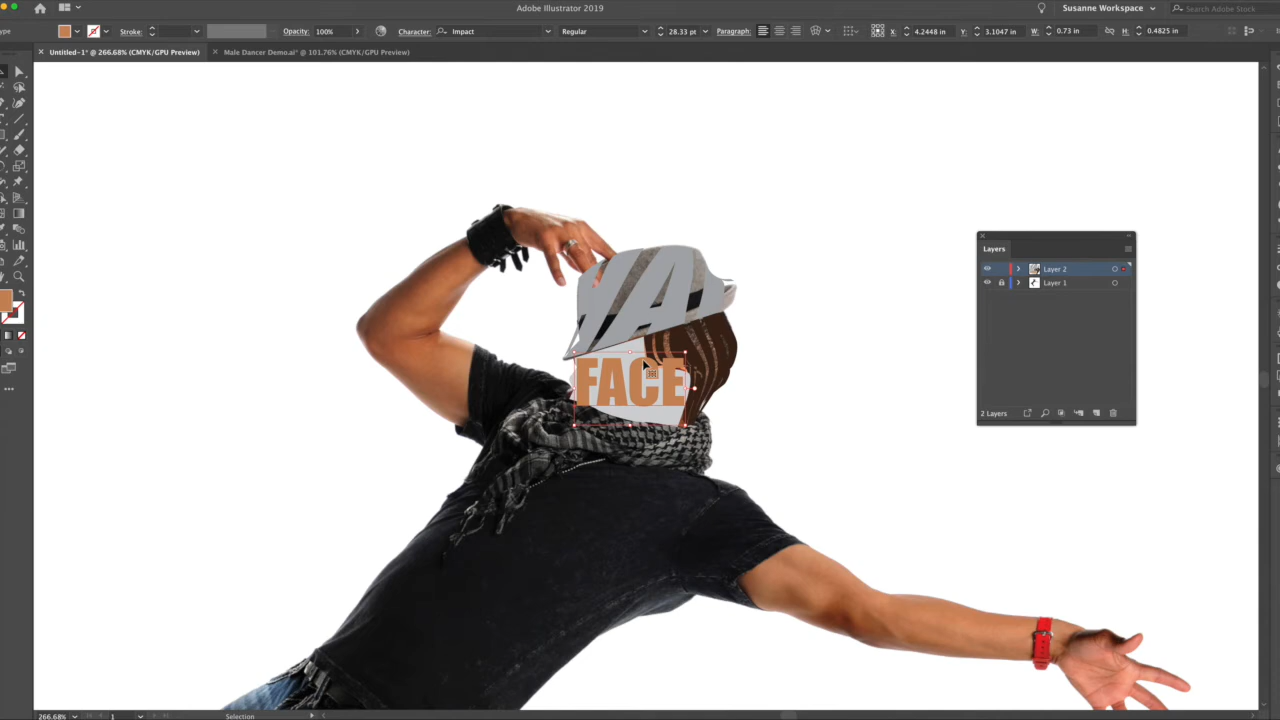 Adobe Illustrator 2019
Susanne Workspace
Search Adobe Stock
ype
Stroke:
Opacity: 100%
Character:
Impact
Regular
28.33 pt
Paragraph:
X: 4.2448 in
Y: 3.1047 in
W: 0.73 in
H: 0.4825 in
Untitled-1* @ 266.68% (CMYK/GPU Preview)
Male Dancer Demo.ai* @ 101.76% (CMYK/GPU Preview)
Layers
Layer 2
Layer 1
2 Layers
FACE
266.68%
1
Selection